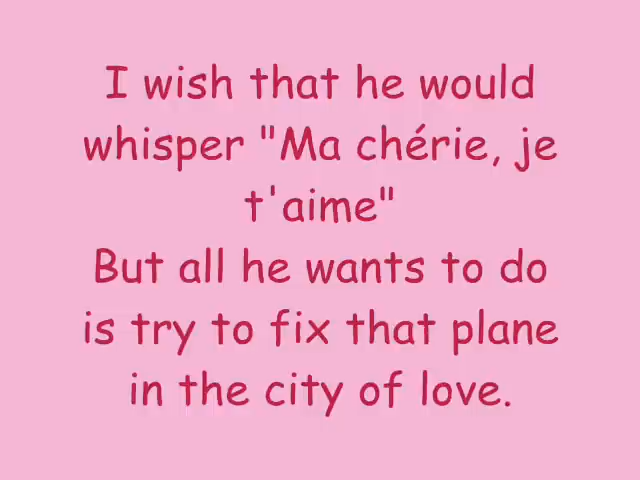 I wish that he would
whisper "Ma chérie, je
t'aime"
But all he wants to do
is try to fix that plane
in the city of love.